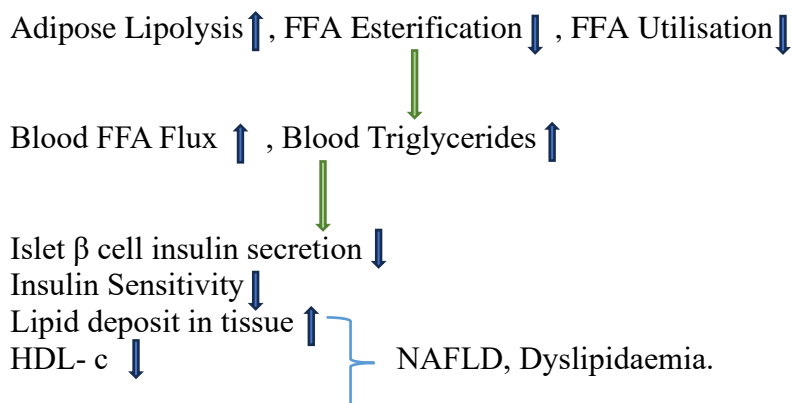 Adipose Lipolysis , FFA Esterification , FFA Utilisation
Blood FFA Flux , Blood Triglycerides
Islet β cell insulin secretion
Insulin Sensitivity
Lipid deposit in tissue
HDL- c
NAFLD, Dyslipidaemia.